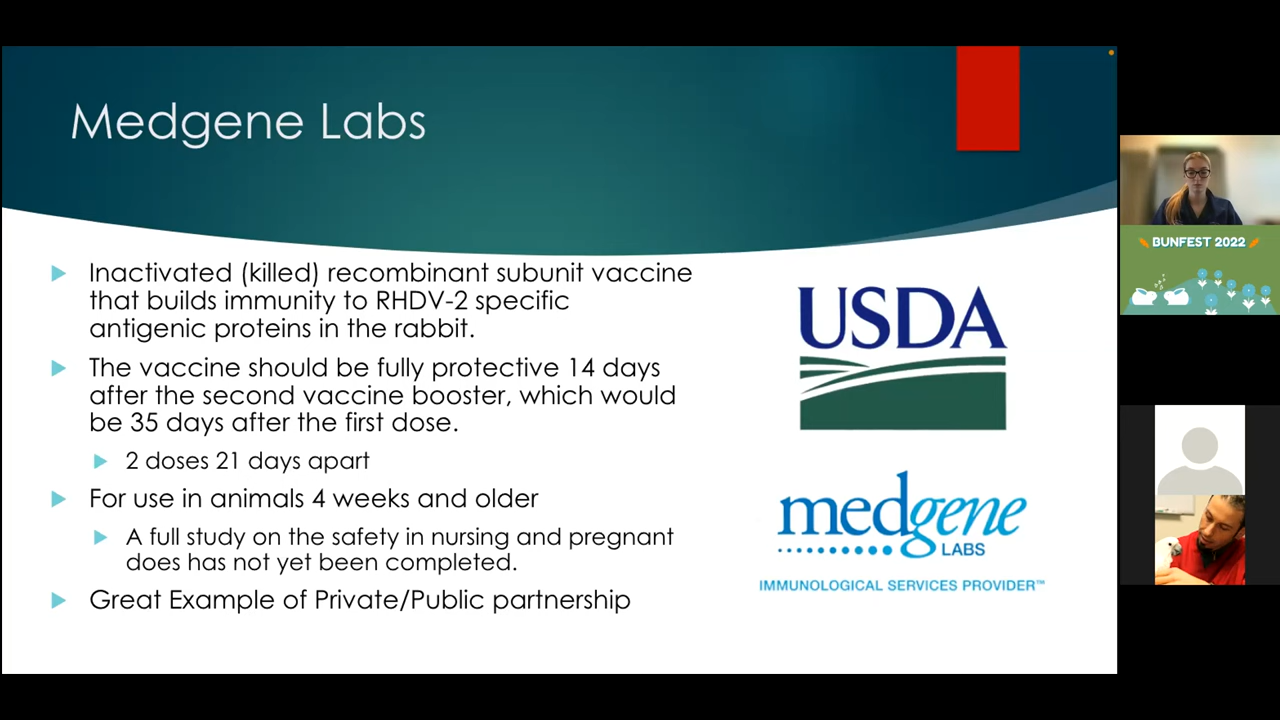 Medgene Labs
Inactivated (killed) recombinant subunit vaccine
that builds immunity to RHDV-2 specific
antigenic proteins in the rabbit.
The vaccine should be fully protective 14 days
after the second vaccine booster, which would
be 35 days after the first dose.
2 doses 21 days apart
For use in animals 4 weeks and older
A full study on the safety in nursing and pregnant
does has not yet been completed.
Great Example of Private/Public partnership
USDA
medgene
LABS
IMMUNOLOGICAL SERVICES PROVIDER™
BUNFEST 2022